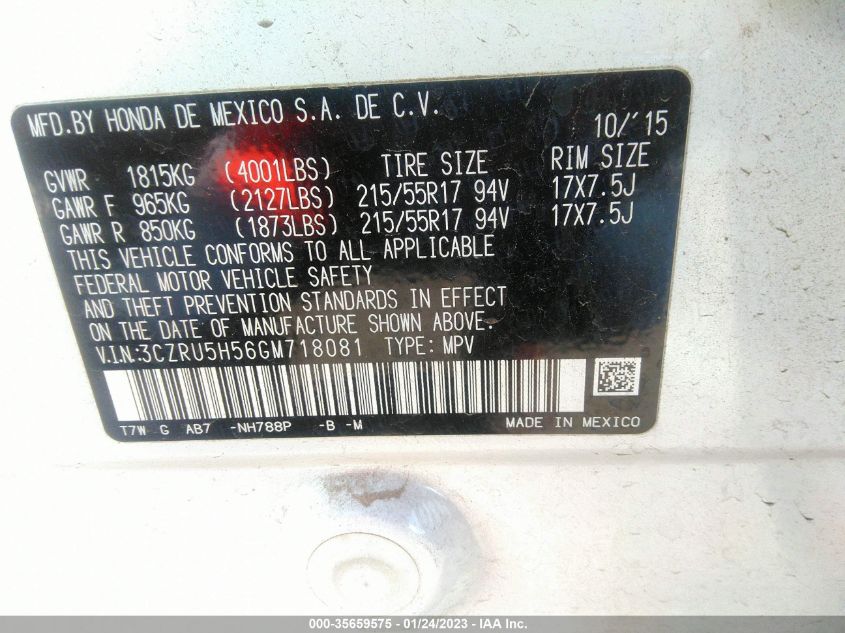 MFD.BY HONDA DE MEXICO S.A. DE C.V. 10/'15
GVWR 1815KG (4001LBS) TIRE SIZE RIM SIZE
GAWR F 965KG (2127LBS) 215/55R17 94V 17X7.5J
GAWR R 850KG (1873LBS) 215/55R17 94V 17X7.5J
THIS VEHICLE CONFORMS TO ALL APPLICABLE
FEDERAL MOTOR VEHICLE SAFETY
AND THEFT PREVENTION STANDARDS IN EFFECT
ON THE DATE OF MANUFACTURE SHOWN ABOVE.
V.I.N:3CZRU5H56GM718081 TYPE: MPV
T7W G AB7 -NH788P -B -M MADE IN MEXICO
000-35659575 — 01/24/2023 — IAA Inc.